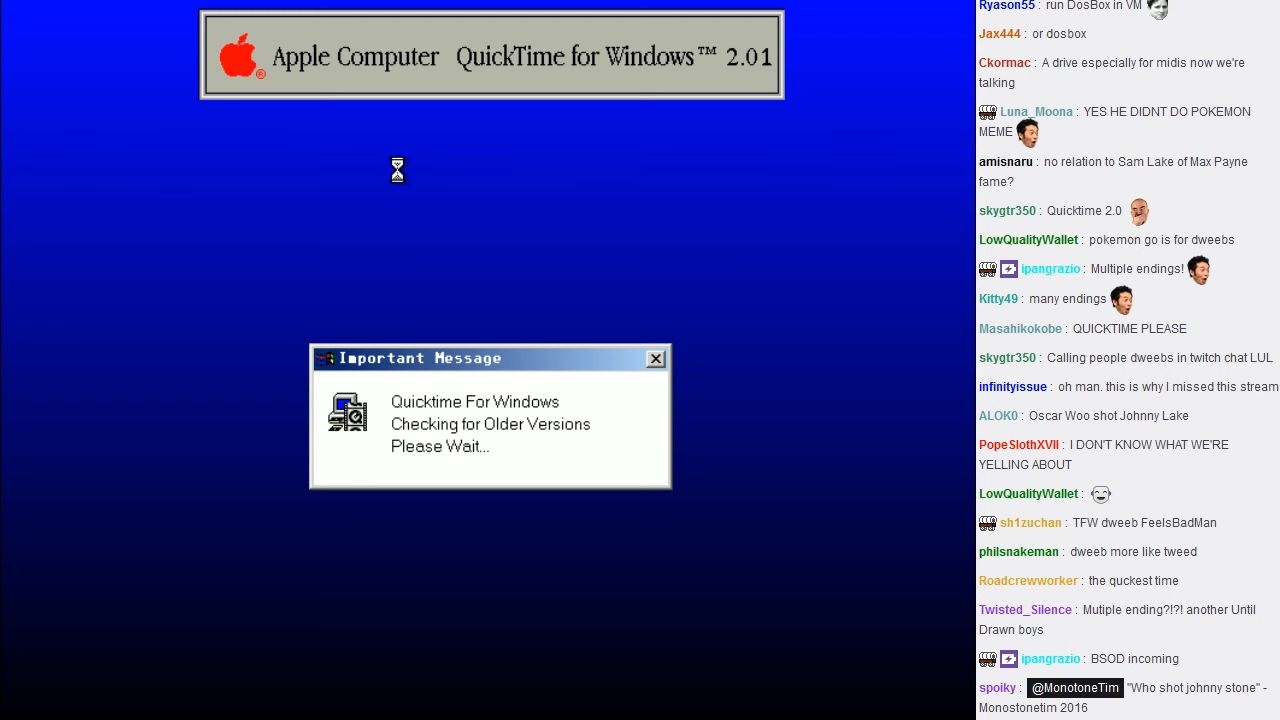 Apple Computer QuickTime for Windows™ 2.01
Important Message
Quicktime For Windows
Checking for Older Versions
Please Wait...
Ryason55 : run DosBox in VM
Jax444 : or dosbox
Ckormac : A drive especially for midis now we're
talking
Luna_Moona : YES HE DIDNT DO POKEMON
MEME
amisnaru : no relation to Sam Lake of Max Payne
fame?
skygtr350 : Quicktime 2.0
LowQualityWallet : pokemon go is for dweebs
ipangrazio : Multiple endings!
Kitty49 : many endings
Masahikokobe : QUICKTIME PLEASE
skygtr350 : Calling people dweebs in twitch chat LUL
infinityissue : oh man. this is why I missed this stream
ALOK0 : Oscar Woo shot Johnny Lake
PopeSlothXVII : I DON'T KNOW WHAT WE'RE
YELLING ABOUT
LowQualityWallet :
sh1zuchan : TFW dweeb FeelsBadMan
philsnakeman : dweeb more like tweed
Roadcrewworker : the quckest time
Twisted_Silence : Mutiple ending?!?! another Until
Drawn boys
ipangrazio : BSOD incoming
spoiky : @MonotoneTim "Who shot johnny stone" -
Monostonetim 2016